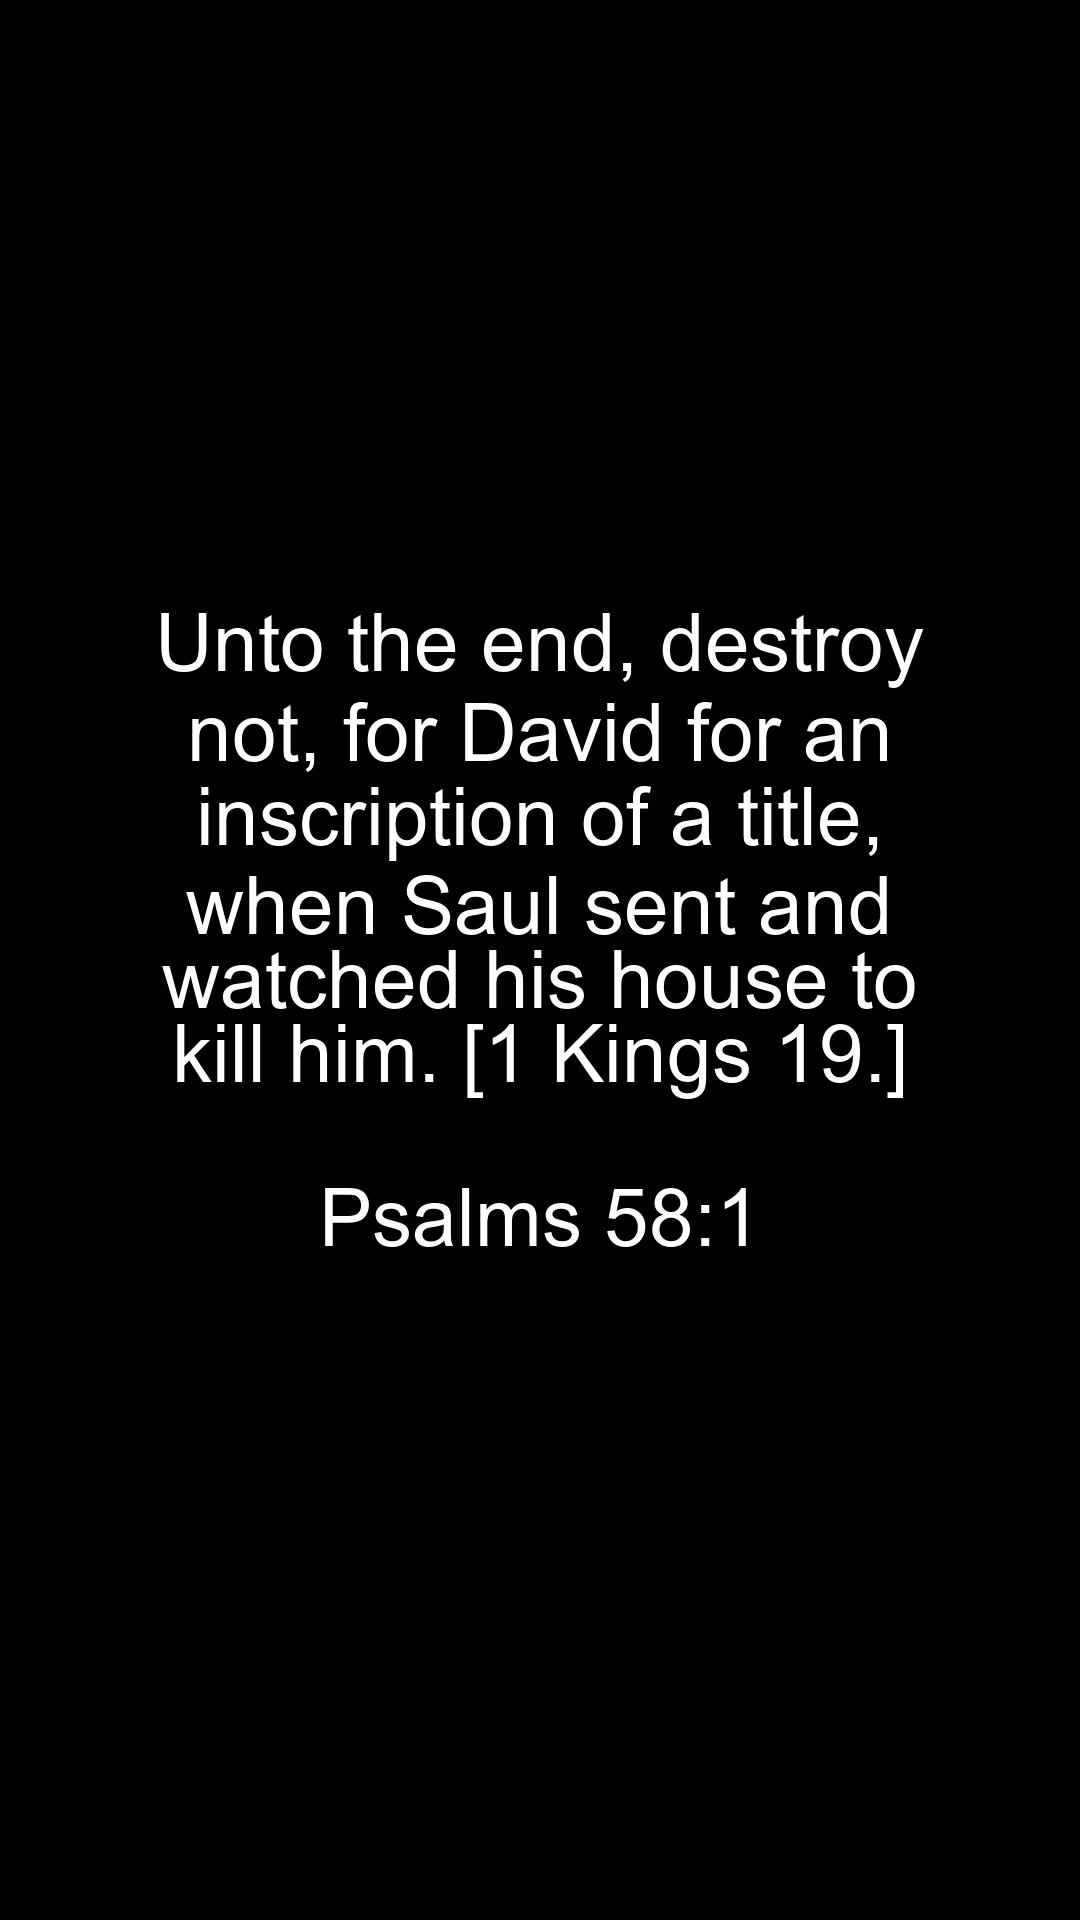 Unto the end, destroy
not, for David for an
inscription of a title,
when Saul sent and
watched his house to
kill him. [1 Kings 19.]
Psalms 58:1